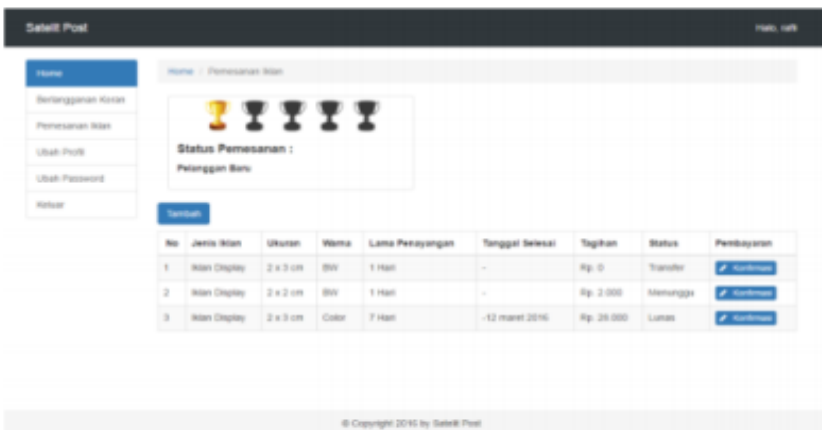 Satelit Post
Halo, rafli
Home
Berlangganan Koran
Pemesanan Iklan
Ubah Profil
Ubah Password
Keluar
Home / Pemesanan Iklan
Status Pemesanan :
Pelanggan Baru
Tambah
No Jenis Iklan Ukuran Warna Lama Penayangan Tanggal Selesai Tagihan Status Pembayaran
1 Iklan Display 2 x 3 cm BW 1 Hari - Rp. 0 Transfer Konfirmasi
2 Iklan Display 2 x 2 cm BW 1 Hari - Rp. 2.000 Menunggu Konfirmasi
3 Iklan Display 2 x 3 cm Color 7 Hari -12 maret 2016 Rp. 28.000 Lunas Konfirmasi
© Copyright 2016 by Satelit Post